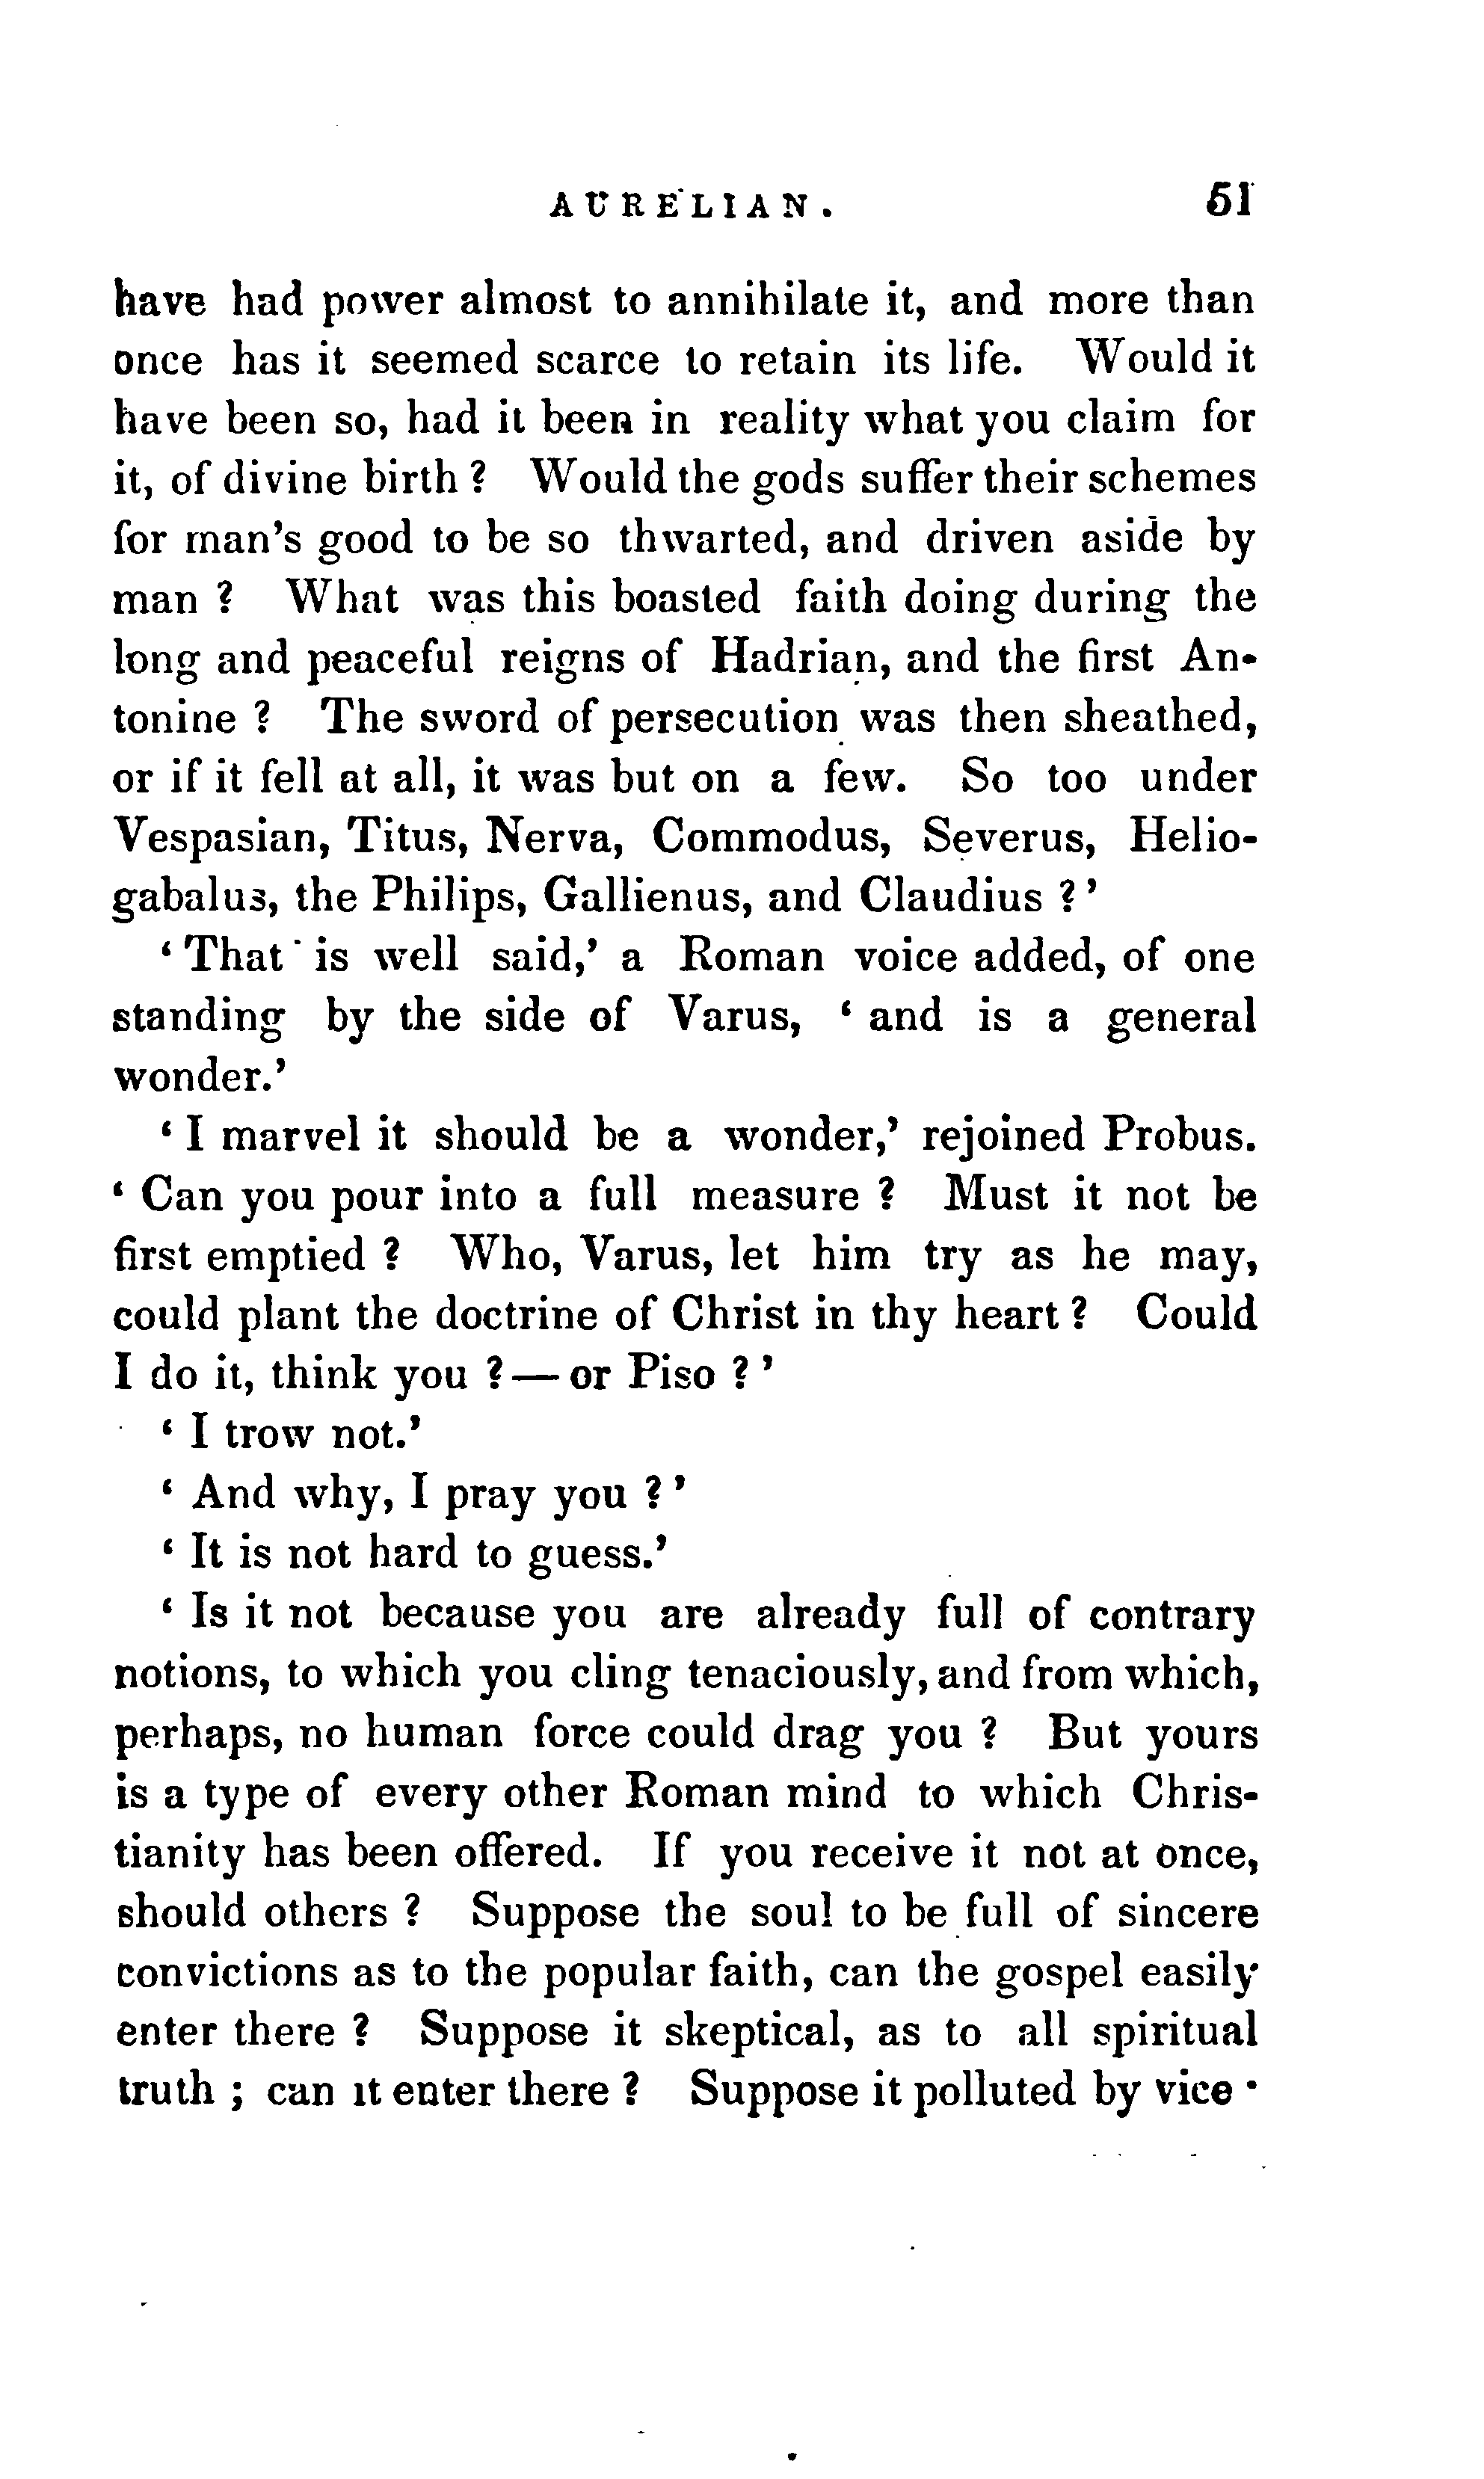 AURELIAN. 51
have had power almost to annihilate it, and more than
once has it seemed scarce to retain its life. Would it
have been so, had it been in reality what you claim for
it, of divine birth? Would the gods suffer their schemes
for man's good to be so thwarted, and driven aside by
man? What was this boasted faith doing during the
long and peaceful reigns of Hadrian, and the first An-
tonine? The sword of persecution was then sheathed,
or if it fell at all, it was but on a few. So too under
Vespasian, Titus, Nerva, Commodus, Severus, Helio-
gabalus, the Philips, Gallienus, and Claudius?'
'That is well said,' a Roman voice added, of one
standing by the side of Varus, 'and is a general
wonder.'
'I marvel it should be a wonder,' rejoined Probus.
'Can you pour into a full measure? Must it not be
first emptied? Who, Varus, let him try as he may,
could plant the doctrine of Christ in thy heart? Could
I do it, think you?—or Piso?'
'I trow not.'
'And why, I pray you?'
'It is not hard to guess.'
'Is it not because you are already full of contrary
notions, to which you cling tenaciously, and from which,
perhaps, no human force could drag you? But yours
is a type of every other Roman mind to which Chris-
tianity has been offered. If you receive it not at once,
should others? Suppose the soul to be full of sincere
convictions as to the popular faith, can the gospel easily
enter there? Suppose it skeptical, as to all spiritual
truth; can it enter there? Suppose it polluted by vice